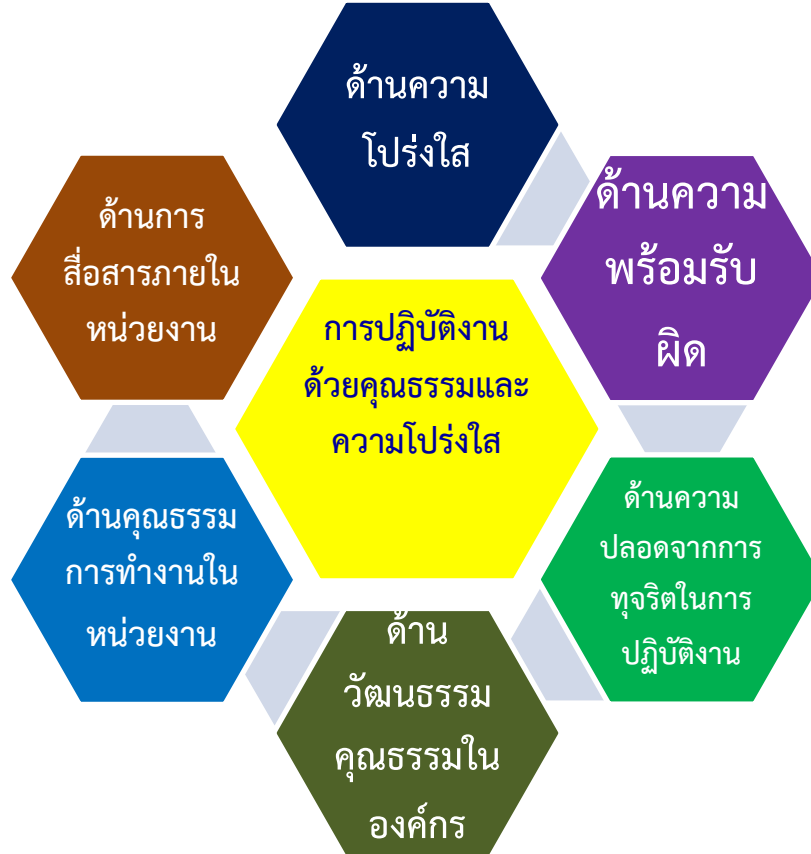 ด้านความ
โปร่งใส
ด้านความ
พร้อมรับ
ผิด
ด้านความ
ปลอดจากการ
ทุจริตในการ
ปฏิบัติงาน
ด้าน
วัฒนธรรม
คุณธรรมใน
องค์กร
ด้านคุณธรรม
การทำงานใน
หน่วยงาน
ด้านการ
สื่อสารภายใน
หน่วยงาน
การปฏิบัติงาน
ด้วยคุณธรรมและ
ความโปร่งใส